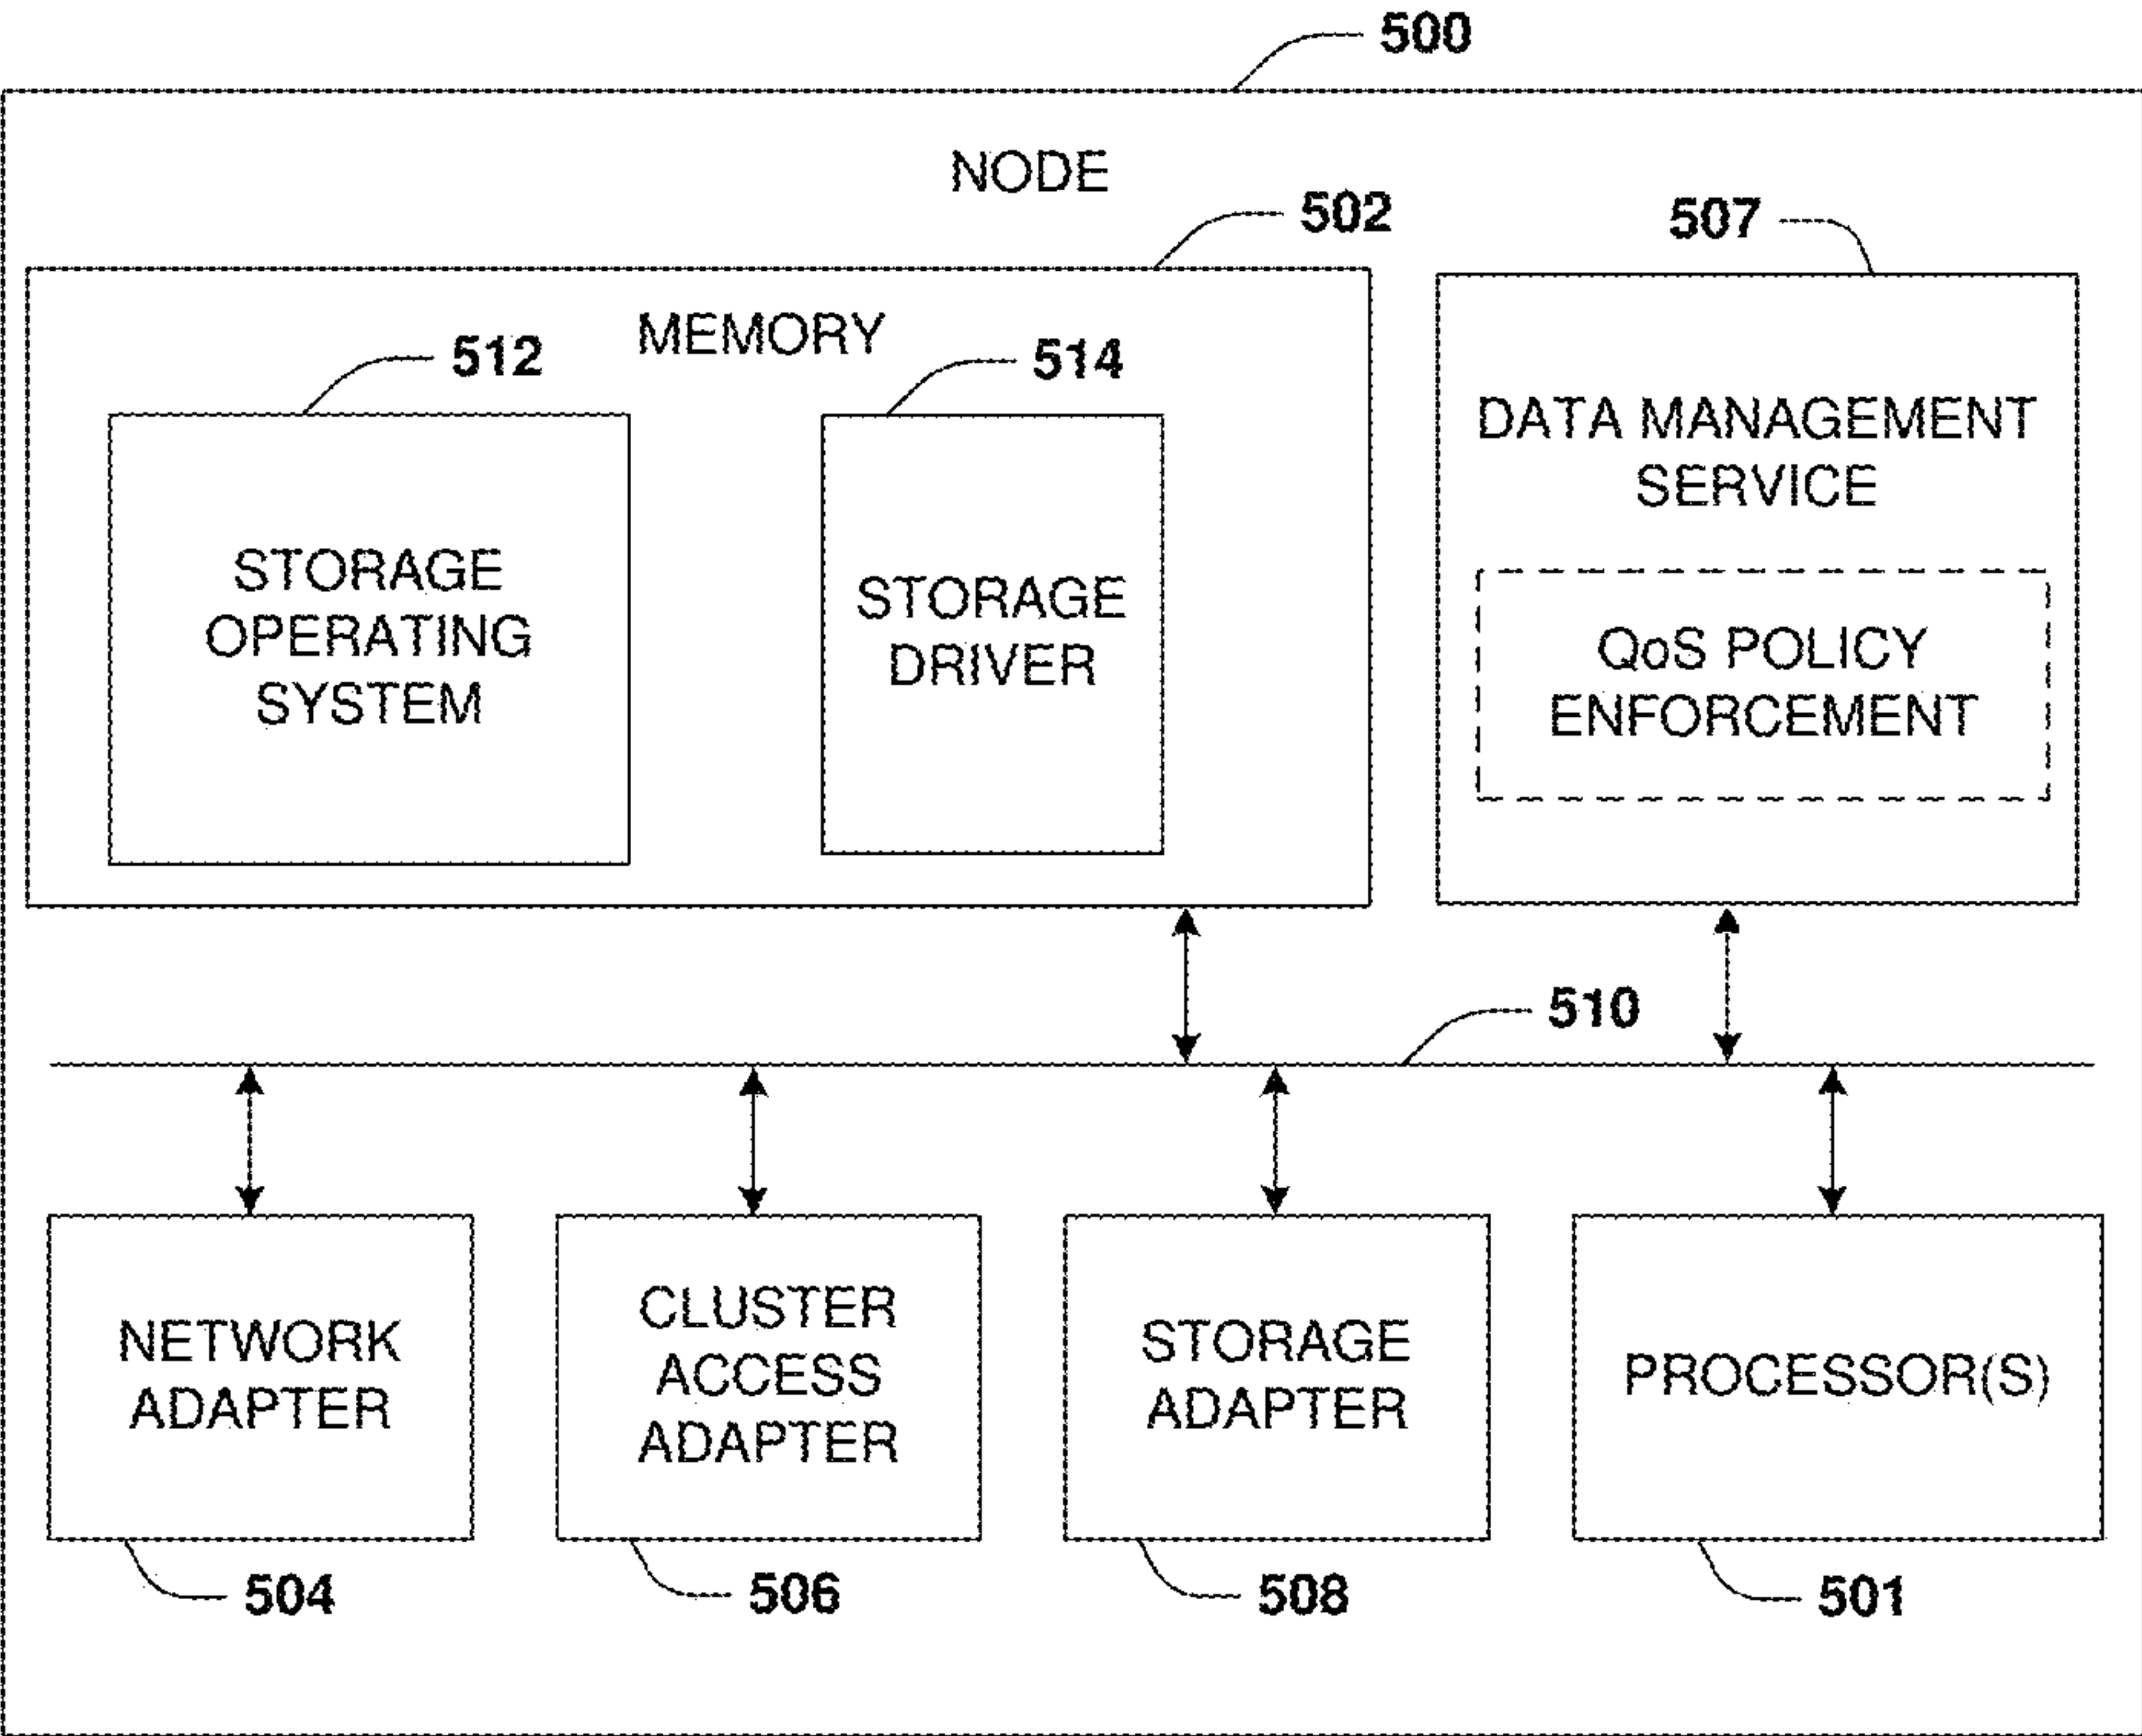 500
NODE
502
507
MEMORY
512
514
DATA MANAGEMENT
SERVICE
STORAGE
OPERATING
SYSTEM
STORAGE
DRIVER
QoS POLICY
ENFORCEMENT
510
NETWORK
ADAPTER
CLUSTER
ACCESS
ADAPTER
STORAGE
ADAPTER
PROCESSOR(S)
504
506
508
501